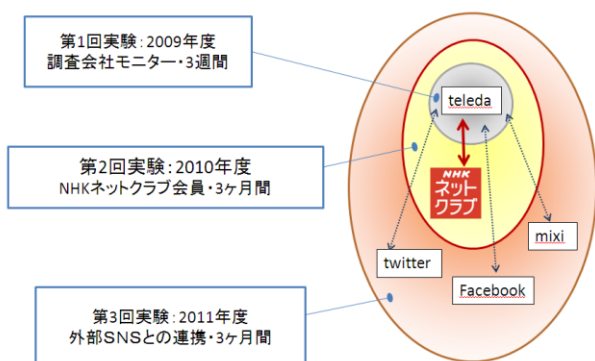 第1回実験：2009年度
調査会社モニター・3週間
teleda
第2回実験：2010年度
NHKネットクラブ会員・3ヶ月間
NHK
ネット
クラブ
mixi
twitter
Facebook
第3回実験：2011年度
外部SNSとの連携・3ヶ月間